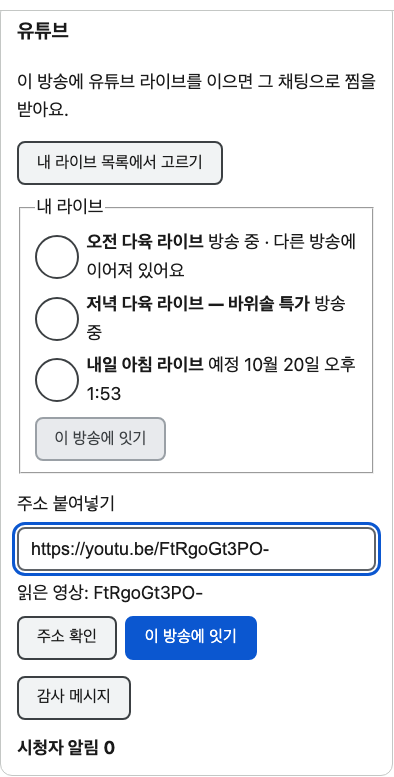 유튜브
이 방송에 유튜브 라이브를 이으면 그 채팅으로 찜을
받아요.
내 라이브 목록에서 고르기
내 라이브
오전 다육 라이브 방송 중 · 다른 방송에
이어져 있어요
저녁 다육 라이브 — 바위솔 특가 방송
중
내일 아침 라이브 예정 10월 20일 오후
1:53
이 방송에 잇기
주소 붙여넣기
https://youtu.be/FtRgoGt3PO-
읽은 영상: FtRgoGt3PO-
주소 확인
이 방송에 잇기
감사 메시지
시청자 알림 0